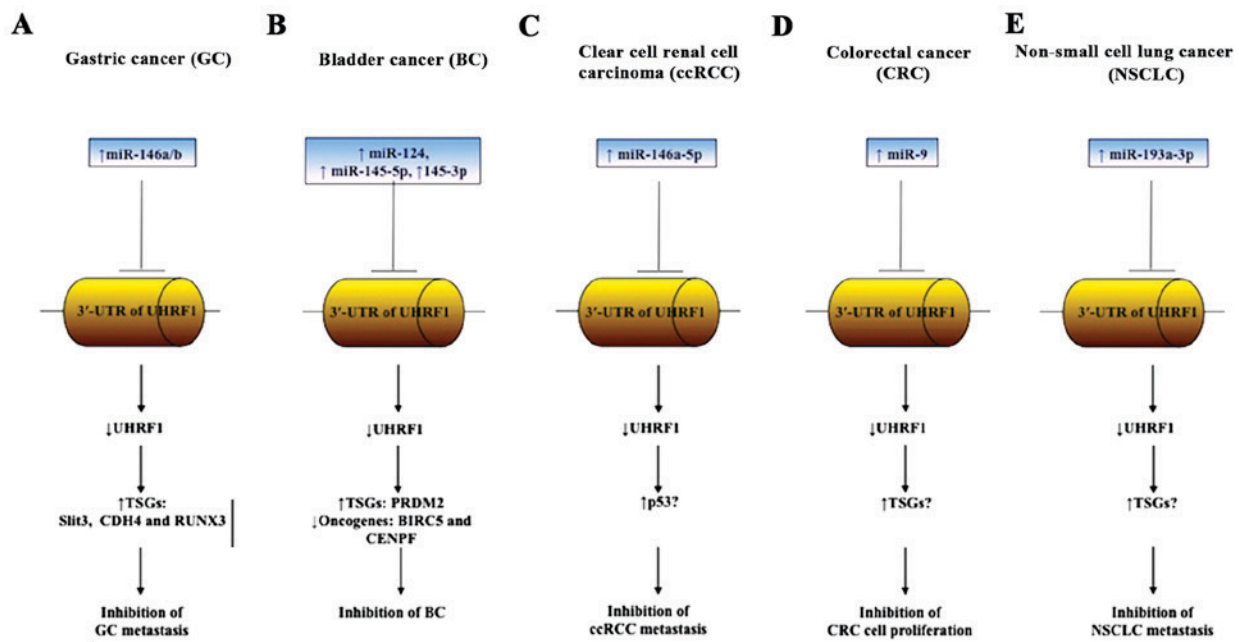 A
Gastric cancer (GC)
↑miR-146a/b
3′-UTR of UHRF1
↓UHRF1
↑TSGs:
Slit3, CDH4 and RUNX3
Inhibition of
GC metastasis
B
Bladder cancer (BC)
↑ miR-124,
↑ miR-145-5p, ↑145-3p
3′-UTR of UHRF1
↓UHRF1
↑TSGs: PRDM2
↓Oncogenes: BIRC5 and
CENPF
Inhibition of BC
C
Clear cell renal cell
carcinoma (ccRCC)
↑ miR-146a-5p
3′-UTR of UHRF1
↓UHRF1
↑p53?
Inhibition of
ccRCC metastasis
D
Colorectal cancer
(CRC)
↑ miR-9
3′-UTR of UHRF1
↓UHRF1
↑TSGs?
Inhibition of
CRC cell proliferation
E
Non-small cell lung cancer
(NSCLC)
↑ miR-193a-3p
3′-UTR of UHRF1
↓UHRF1
↑TSGs?
Inhibition of
NSCLC metastasis